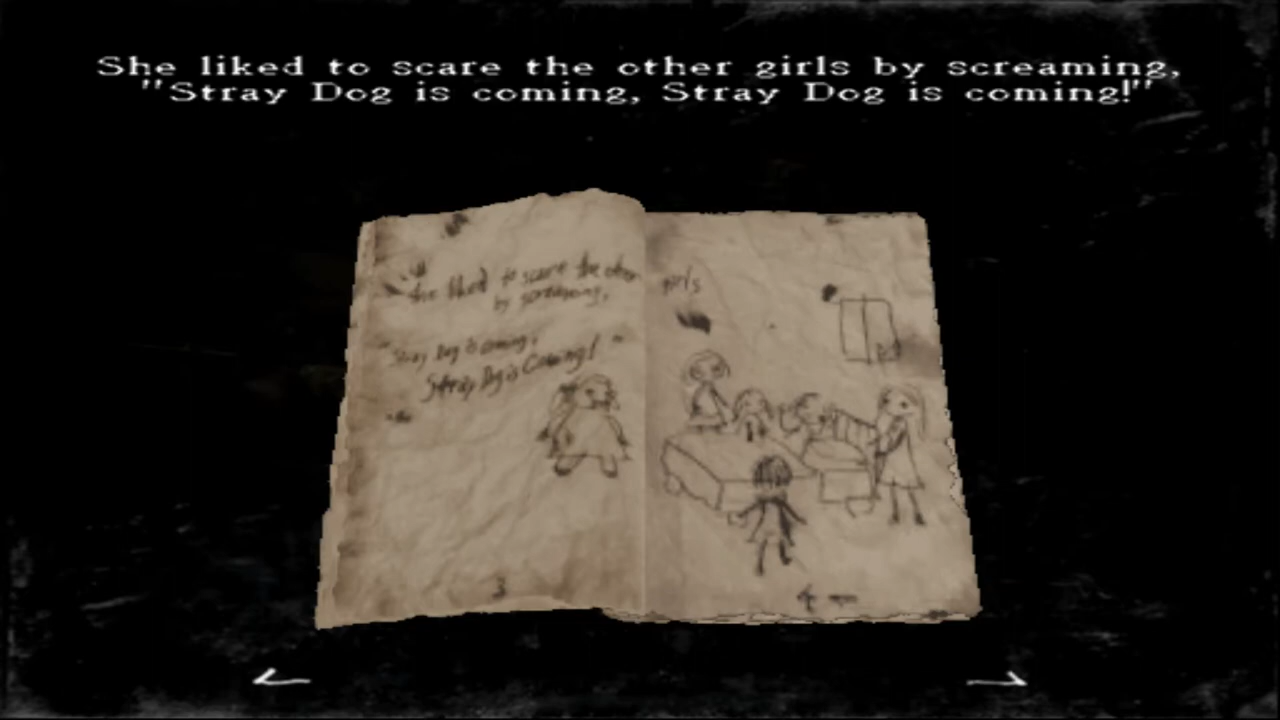 She liked to scare the other girls by screaming,
"Stray Dog is coming, Stray Dog is coming!"
She liked to scare the other girls
by screaming,
"Stray Dog is coming,
Stray Dog is Coming!"
3
4